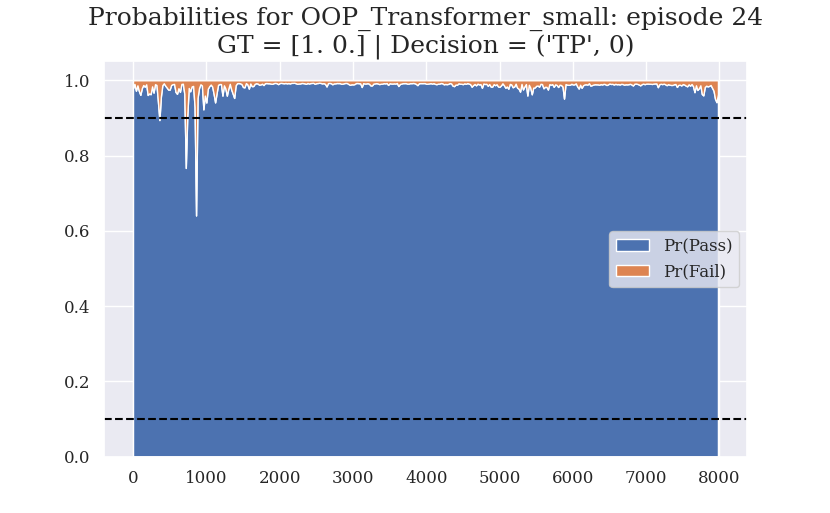 Probabilities for OOP_Transformer_small: episode 24
GT = [1. 0.] | Decision = ('TP', 0)
1.0
0.8
0.6
0.4
0.2
0.0
Pr(Pass)
Pr(Fail)
0 1000 2000 3000 4000 5000 6000 7000 8000